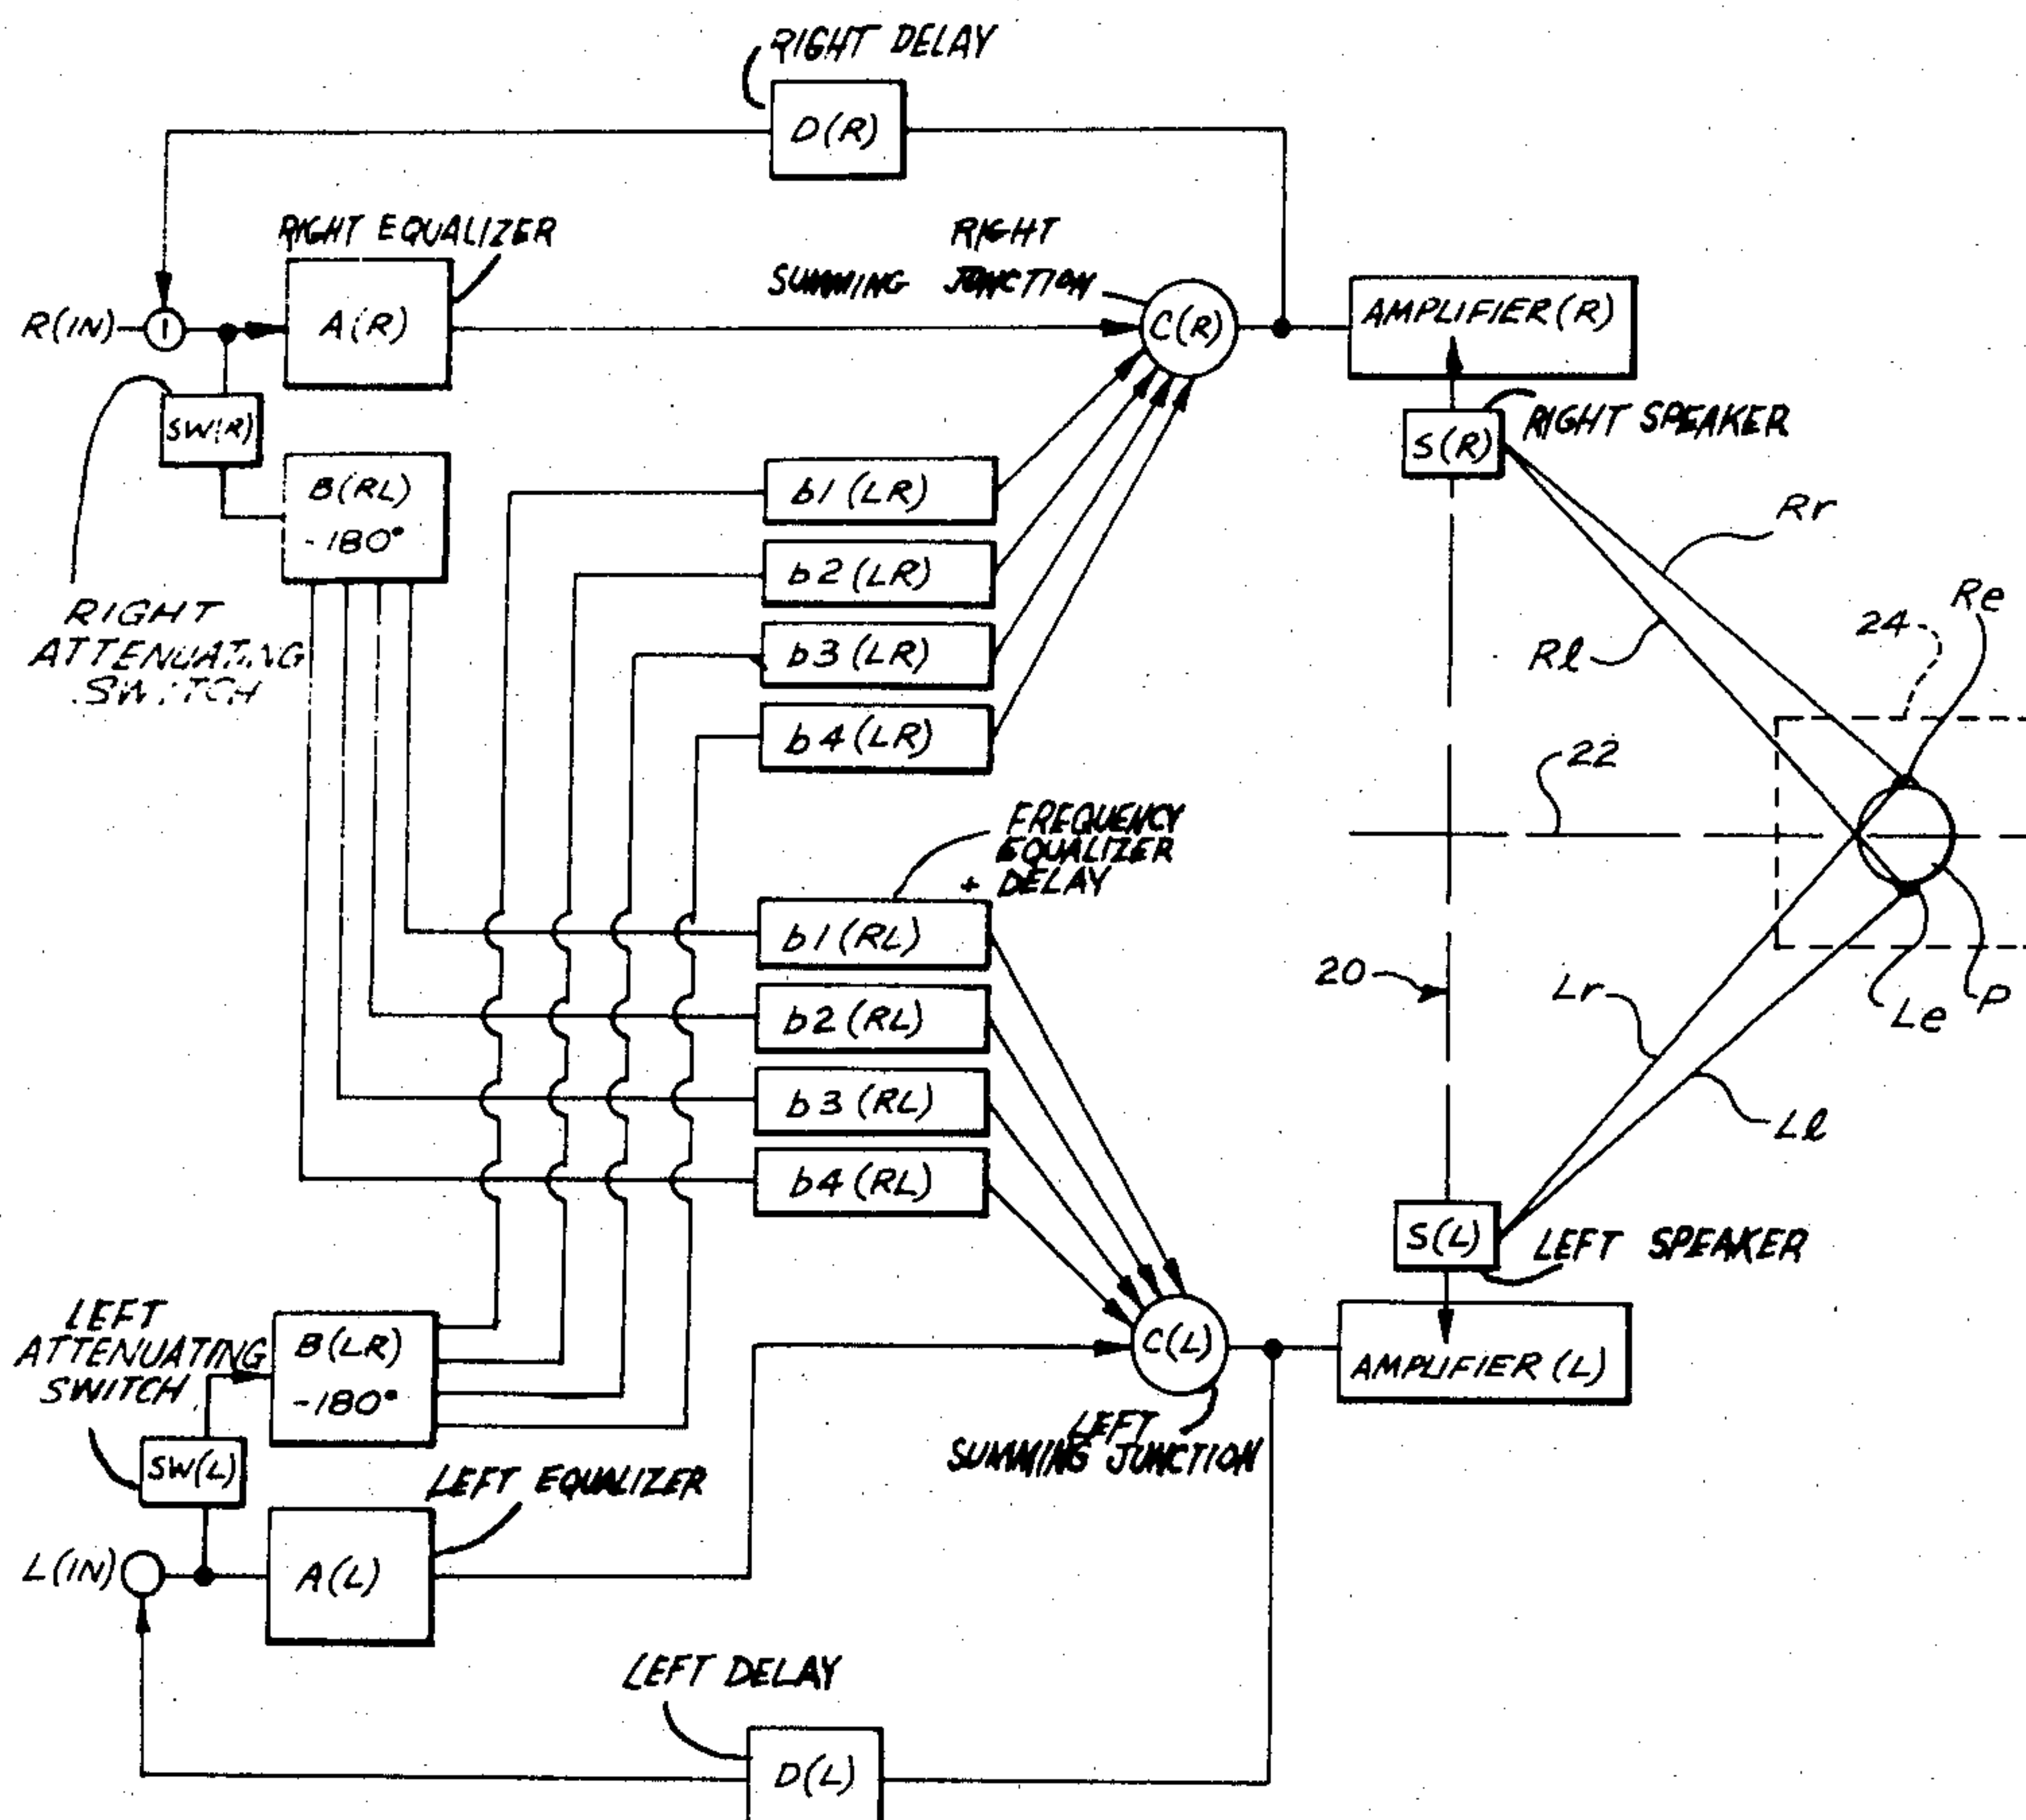 RIGHT DELAY
D(R)
RIGHT EQUALIZER
RIGHT
SUMMING JUNCTION
R(IN)
A(R)
C(R)
AMPLIFIER(R)
SW(R)
S(R)
RIGHT SPEAKER
B(RL)
-180°
b1(LR)
b2(LR)
b3(LR)
b4(LR)
RIGHT
ATTENUATING
SWITCH
Rr
Re
24
Rl
22
FREQUENCY
EQUALIZER
+ DELAY
b1(RL)
b2(RL)
b3(RL)
b4(RL)
20
Lr
Le
P
Ll
S(L)
LEFT SPEAKER
LEFT
ATTENUATING
SWITCH
B(LR)
-180°
C(L)
AMPLIFIER(L)
LEFT
SUMMING JUNCTION
SW(L)
LEFT EQUALIZER
L(IN)
A(L)
LEFT DELAY
D(L)